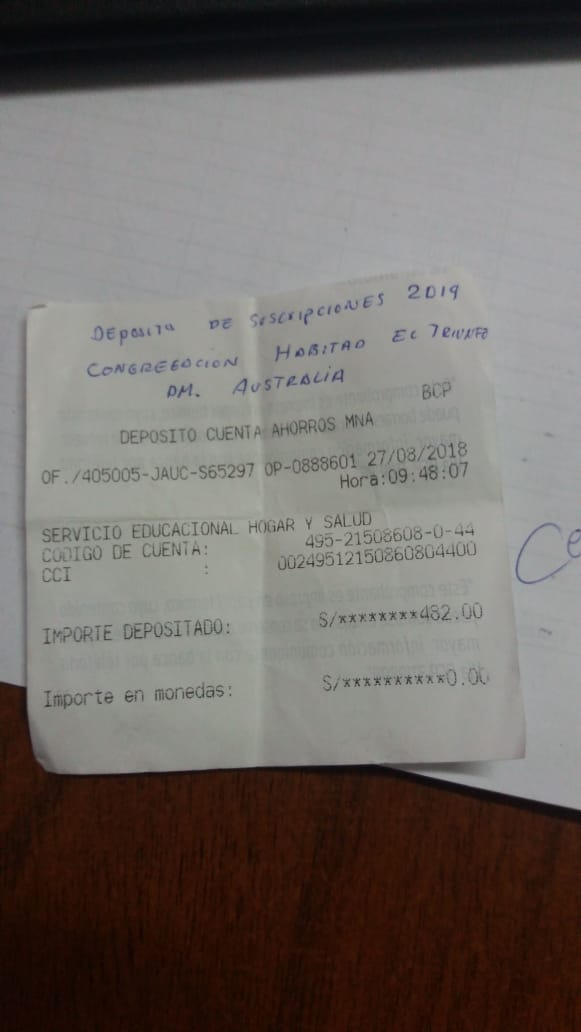 DEposito DE SUSCRIPCIONES 2019
CONGREGACION HABITAD EL TRIUNFO
DM. AUSTRALIA
BCP
DEPOSITO CUENTA AHORROS MNA
OF./405005-JAUC-S65297 OP-0888601 27/08/2018
Hora:09:48:07
SERVICIO EDUCACIONAL HOGAR Y SALUD
CODIGO DE CUENTA: 495-21508608-0-44
CCI : 00249512150860804400
IMPORTE DEPOSITADO: S/********482.00
Importe en monedas: S/**********0.00
Ce